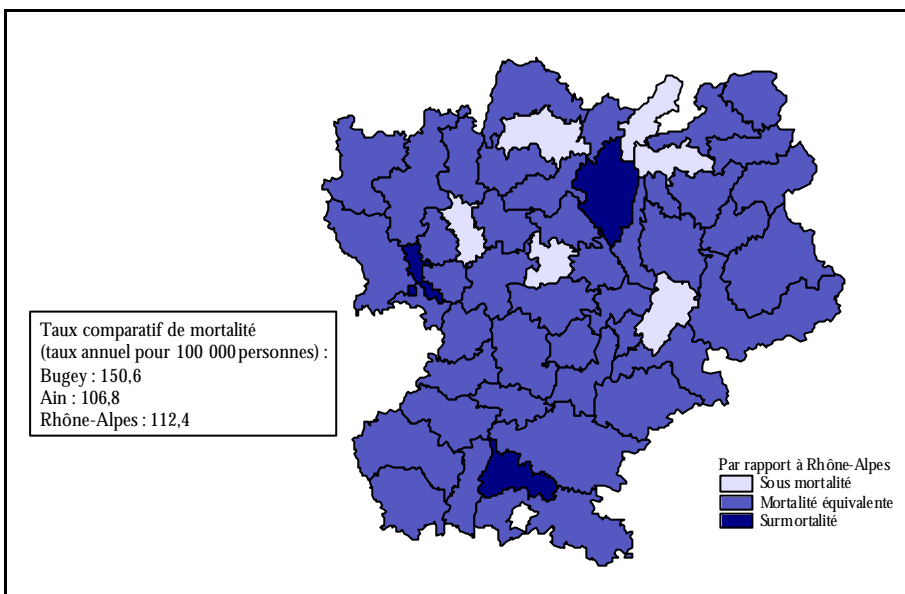 Taux comparatif de mortalité
(taux annuel pour 100 000 personnes) :
Bugey : 150,6
Ain : 106,8
Rhône-Alpes : 112,4
Par rapport à Rhône-Alpes
Sous mortalité
Mortalité équivalente
Surmortalité